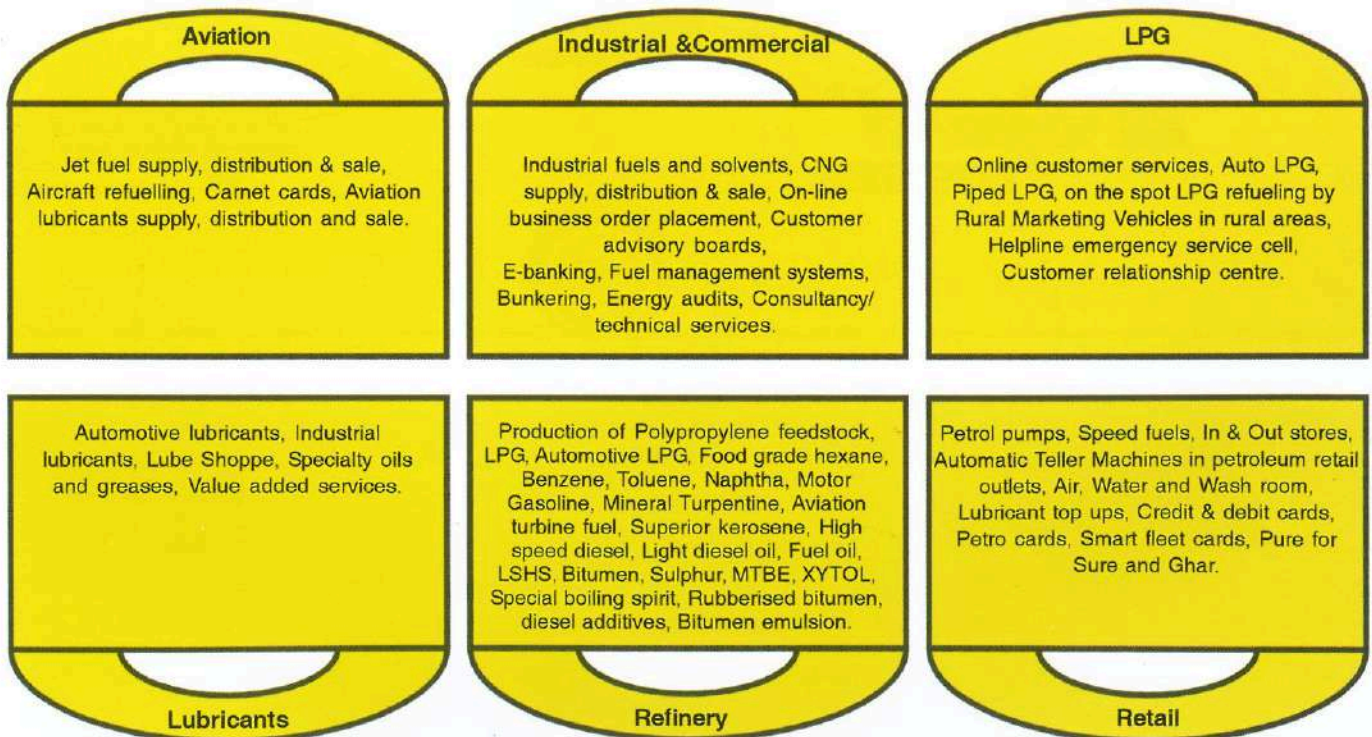 Aviation
Jet fuel supply, distribution & sale,
Aircraft refuelling, Carnet cards, Aviation
lubricants supply, distribution and sale.
Industrial &Commercial
Industrial fuels and solvents, CNG
supply, distribution & sale, On-line
business order placement, Customer
advisory boards,
E-banking, Fuel management systems,
Bunkering, Energy audits, Consultancy/
technical services.
LPG
Online customer services, Auto LPG,
Piped LPG, on the spot LPG refueling by
Rural Marketing Vehicles in rural areas,
Helpline emergency service cell,
Customer relationship centre.
Automotive lubricants, Industrial
lubricants, Lube Shoppe, Specialty oils
and greases, Value added services.
Lubricants
Production of Polypropylene feedstock,
LPG, Automotive LPG, Food grade hexane,
Benzene, Toluene, Naphtha, Motor
Gasoline, Mineral Turpentine, Aviation
turbine fuel, Superior kerosene, High
speed diesel, Light diesel oil, Fuel oil,
LSHS, Bitumen, Sulphur, MTBE, XYTOL,
Special boiling spirit, Rubberised bitumen,
diesel additives, Bitumen emulsion.
Refinery
Petrol pumps, Speed fuels, In & Out stores,
Automatic Teller Machines in petroleum retail
outlets, Air, Water and Wash room,
Lubricant top ups, Credit & debit cards,
Petro cards, Smart fleet cards, Pure for
Sure and Ghar.
Retail